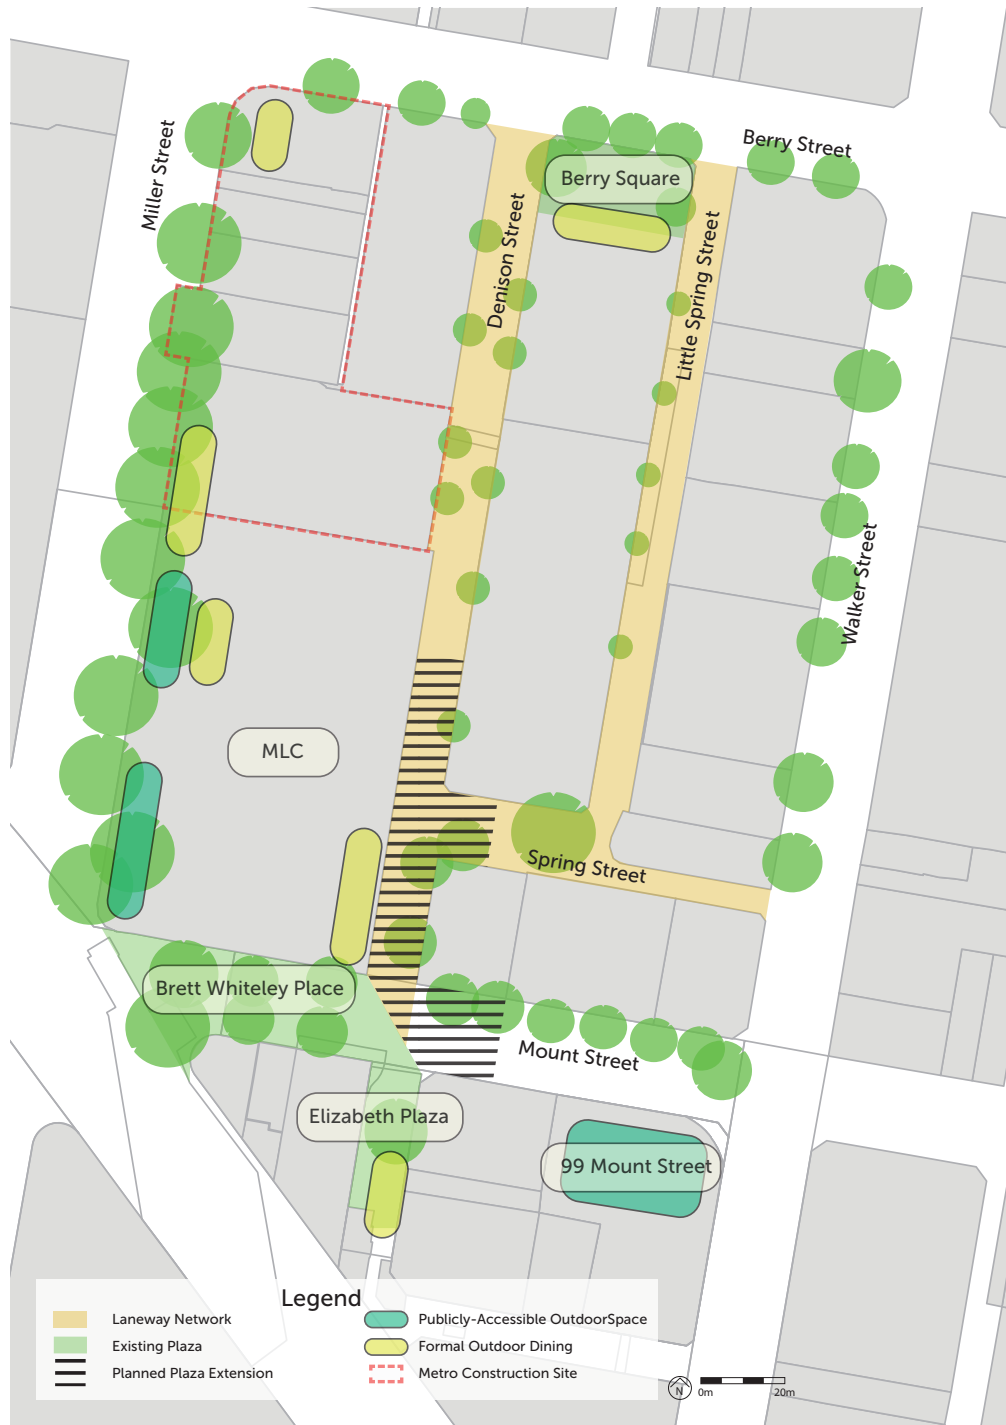 Berry Street
Miller Street
Berry Square
Denison Street
Little Spring Street
Walker Street
MLC
Spring Street
Brett Whiteley Place
Mount Street
Elizabeth Plaza
99 Mount Street
Legend
Laneway Network
Existing Plaza
Planned Plaza Extension
Publicly-Accessible OutdoorSpace
Formal Outdoor Dining
Metro Construction Site
N
0m
20m